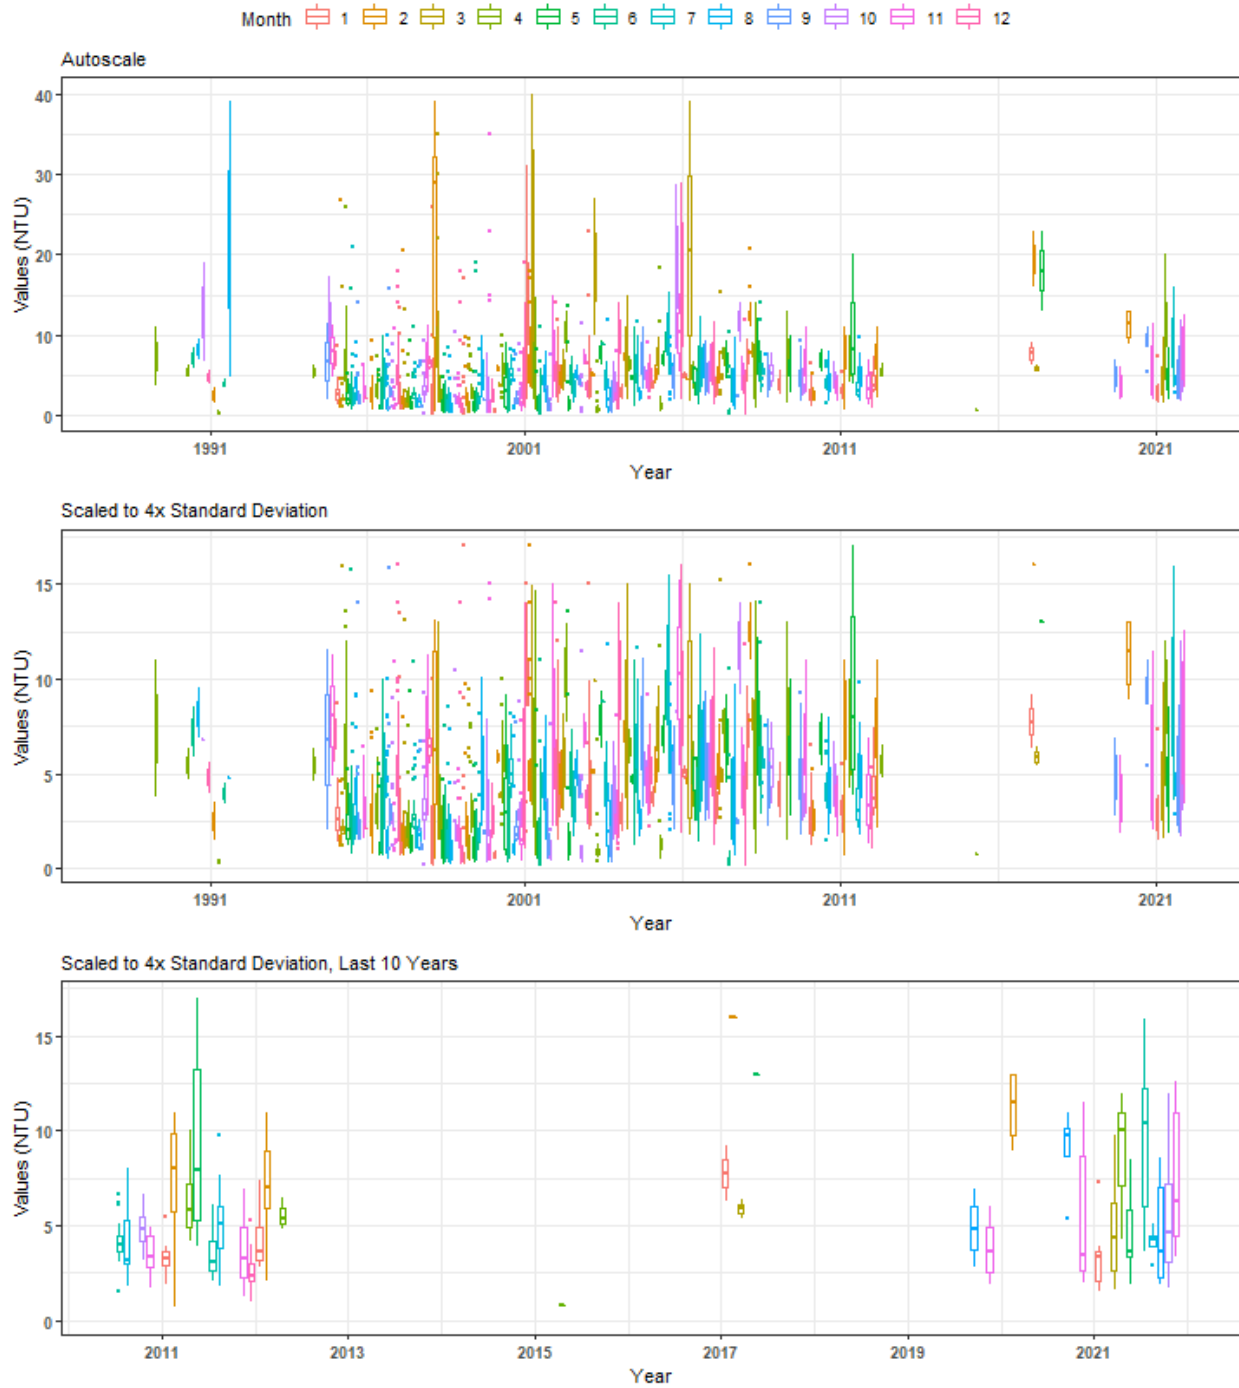 Month 1 2 3 4 5 6 7 8 9 10 11 12
Autoscale
Values (NTU)
40
30
20
10
0
1991 2001 2011 2021
Year
Scaled to 4x Standard Deviation
Values (NTU)
15
10
5
0
1991 2001 2011 2021
Year
Scaled to 4x Standard Deviation, Last 10 Years
Values (NTU)
15
10
5
0
2011 2013 2015 2017 2019 2021
Year